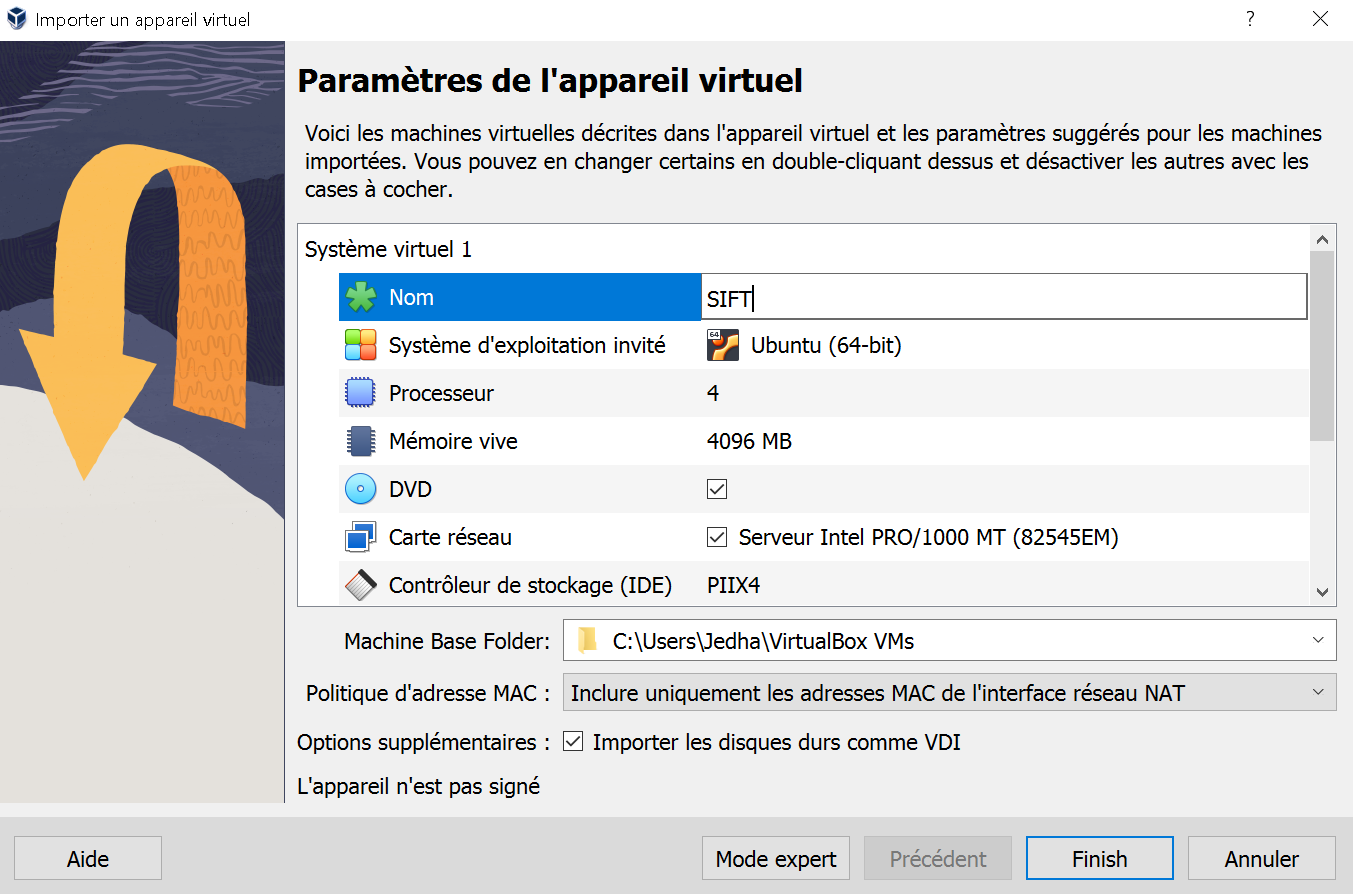 Importer un appareil virtuel
?
Paramètres de l'appareil virtuel
Voici les machines virtuelles décrites dans l'appareil virtuel et les paramètres suggérés pour les machines
importées. Vous pouvez en changer certains en double-cliquant dessus et désactiver les autres avec les
cases à cocher.
Système virtuel 1
Nom SIFT
Système d'exploitation invité 64 Ubuntu (64-bit)
Processeur 4
Mémoire vive 4096 MB
DVD
Carte réseau Serveur Intel PRO/1000 MT (82545EM)
Contrôleur de stockage (IDE) PIIX4
Machine Base Folder: C:\Users\Jedha\VirtualBox VMs
Politique d'adresse MAC : Inclure uniquement les adresses MAC de l'interface réseau NAT
Options supplémentaires : Importer les disques durs comme VDI
L'appareil n'est pas signé
Aide Mode expert Précédent Finish Annuler